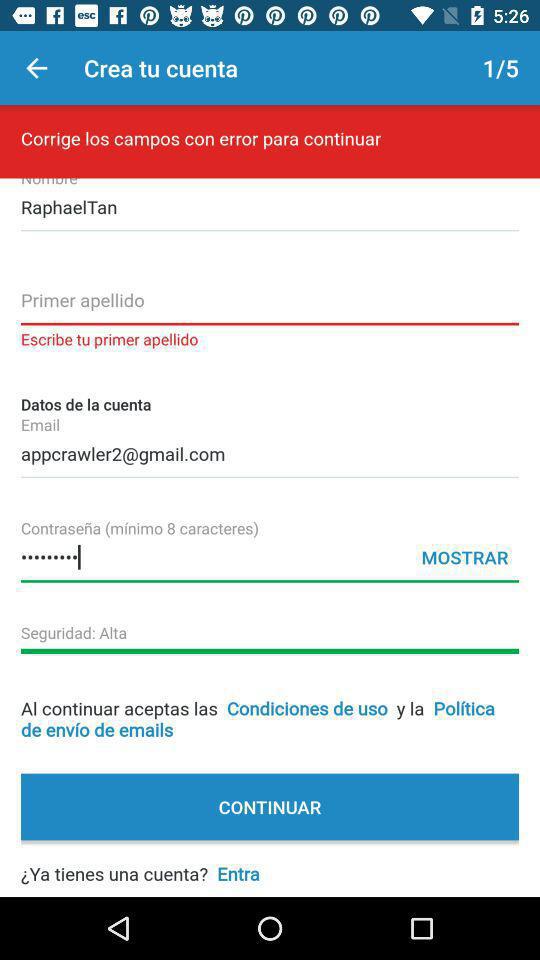 esc 5:26
Crea tu cuenta 1/5
Corrige los campos con error para continuar
Nombre
RaphaelTan
Primer apellido
Escribe tu primer apellido
Datos de la cuenta
Email
appcrawler2@gmail.com
Contraseña (mínimo 8 caracteres)
••••••••• MOSTRAR
Seguridad: Alta
Al continuar aceptas las Condiciones de uso y la Política
de envío de emails
CONTINUAR
¿Ya tienes una cuenta? Entra